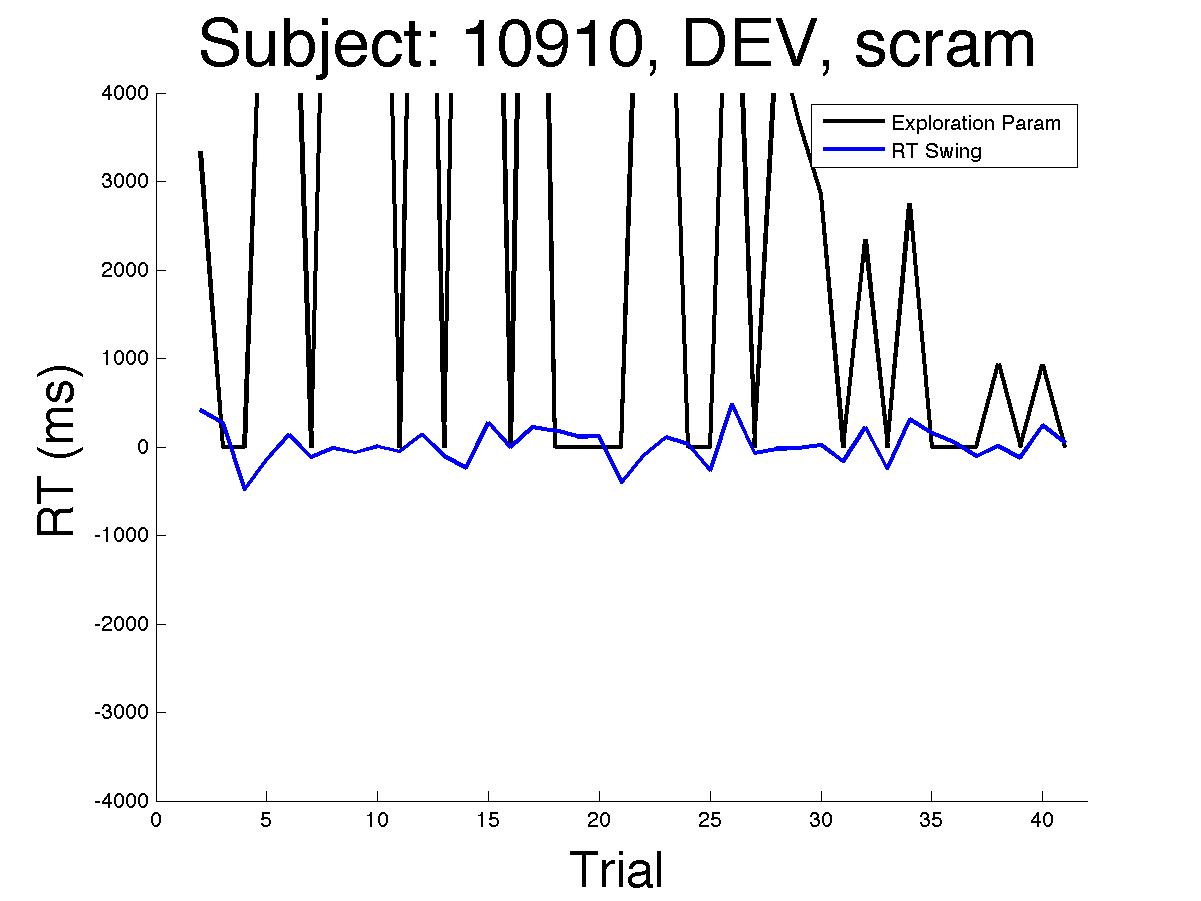 Subject: 10910, DEV, scram
4000
3000
2000
1000
0
-1000
-2000
-3000
-4000
RT (ms)
Exploration Param
RT Swing
0 5 10 15 20 25 30 35 40
Trial